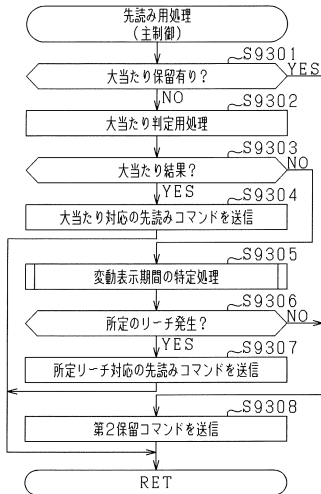 先読み用処理
(主制御)
S9301
大当たり保留有り?
YES
NO
S9302
大当たり判定用処理
S9303
大当たり結果?
NO
YES
S9304
大当たり対応の先読みコマンドを送信
S9305
変動表示期間の特定処理
S9306
所定のリーチ発生?
NO
YES
S9307
所定リーチ対応の先読みコマンドを送信
S9308
第2保留コマンドを送信
RET